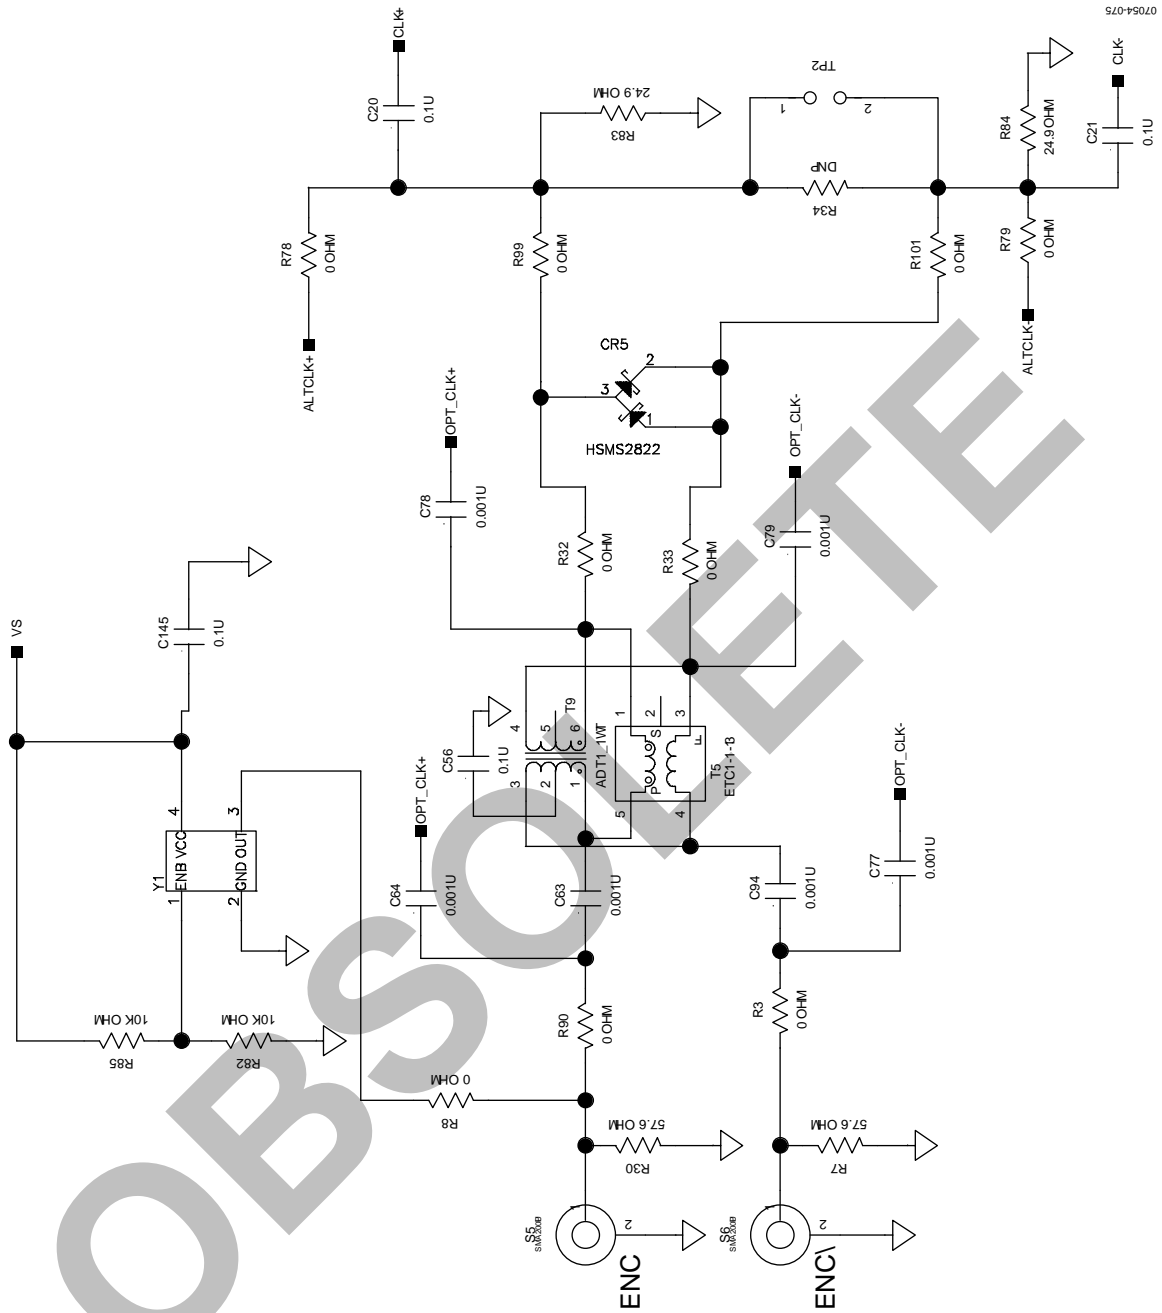 07054-075
CLK+
C20
0.1U
24.9 OHM
R83
TP2
1
2
CLK-
C21
0.1U
R84
24.9 OHM
DNP
R34
R78
0 OHM
ALTCLK+
R99
0 OHM
R101
0 OHM
R79
0 OHM
ALTCLK-
CR5
2
3
1
HSMS2822
OPT_CLK+
C78
0.001U
OPT_CLK-
C79
0.001U
R32
0 OHM
R33
0 OHM
VS
C145
0.1U
C56
0.1U
4
5
6
T9
3
2
1
ADT1_1WT
1
2
3
S
F
P
5
4
T5
ETC1-1-13
OPT_CLK+
C64
0.001U
C63
0.001U
C94
0.001U
OPT_CLK-
C77
0.001U
Y1
ENB VCC
GND OUT
1
2
4
3
10K OHM
R85
10K OHM
R82
R90
0 OHM
R3
0 OHM
0 OHM
R8
57.6 OHM
R30
57.6 OHM
R7
S5
SMA200B
1
2
ENC
S6
SMA200B
1
2
ENC\
OBSOLETE